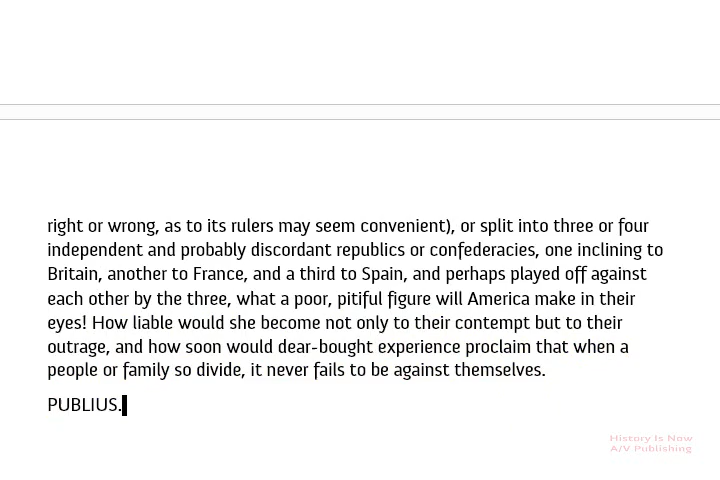 right or wrong, as to its rulers may seem convenient), or split into three or four
independent and probably discordant republics or confederacies, one inclining to
Britain, another to France, and a third to Spain, and perhaps played off against
each other by the three, what a poor, pitiful figure will America make in their
eyes! How liable would she become not only to their contempt but to their
outrage, and how soon would dear-bought experience proclaim that when a
people or family so divide, it never fails to be against themselves.
PUBLIUS.
History Is Now
A/V Publishing